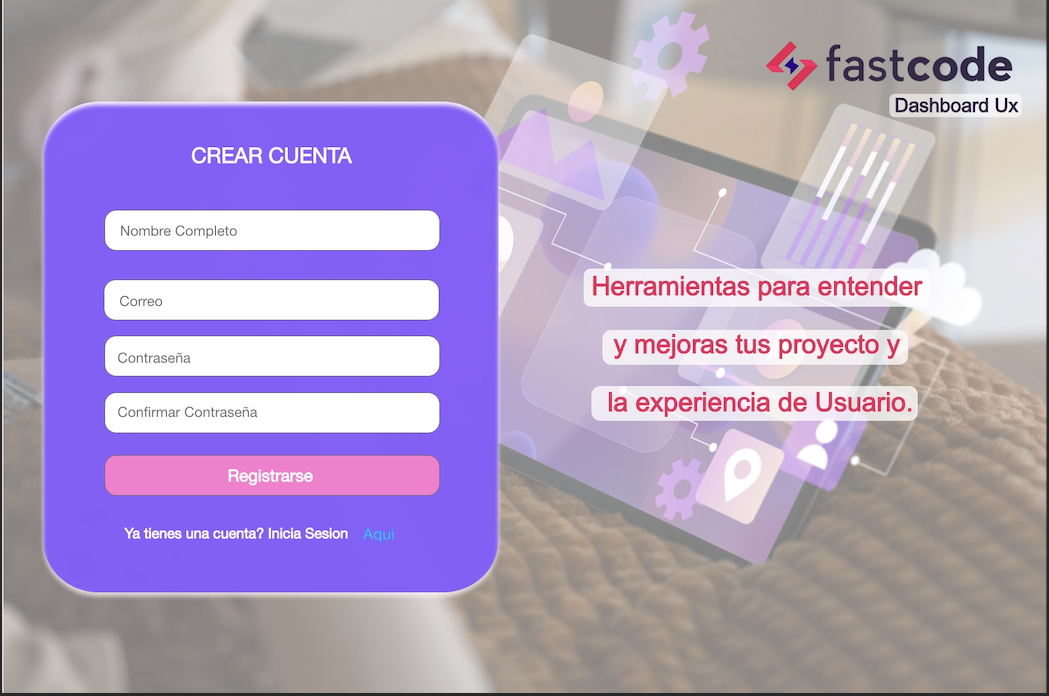 fastcode
Dashboard Ux
CREAR CUENTA
Nombre Completo
Correo
Contraseña
Confirmar Contraseña
Registrarse
Ya tienes una cuenta? Inicia Sesion Aqui
Herramientas para entender
y mejoras tus proyecto y
la experiencia de Usuario.